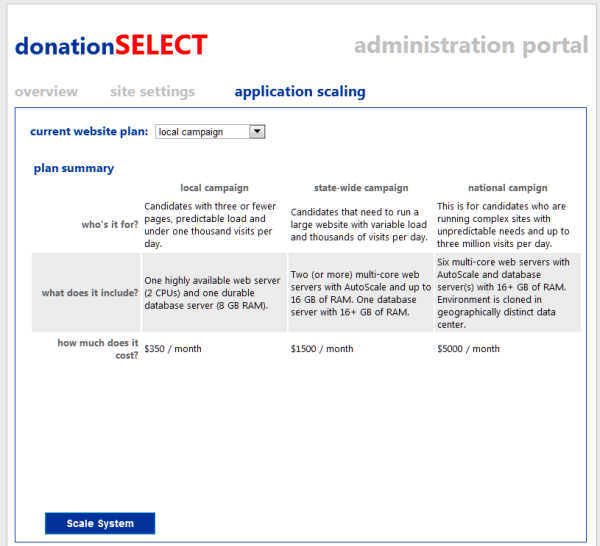 donationSELECT
administration portal
overview site settings application scaling
current website plan: local campaign
plan summary
local campaign state-wide campaign national campign
who's it for?
Candidates with three or fewer
pages, predictable load and
under one thousand visits per
day.
Candidates that need to run a
large website with variable load
and thousands of visits per day.
This is for candidates who are
running complex sites with
unpredictable needs and up to
three million visits per day.
what does it include?
One highly available web server
(2 CPUs) and one durable
database server (8 GB RAM).
Two (or more) multi-core web
servers with AutoScale and up to
16 GB of RAM. One database
server with 16+ GB of RAM.
Six multi-core web servers with
AutoScale and database
server(s) with 16+ GB of RAM.
Environment is cloned in
geographically distinct data
center.
how much does it
cost?
$350 / month
$1500 / month
$5000 / month
Scale System